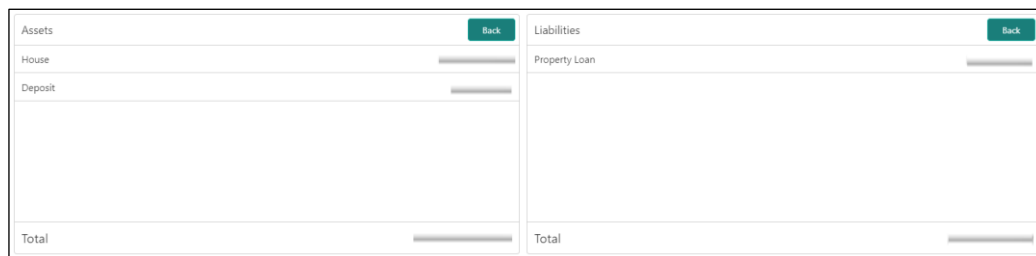 Assets Back
House
Deposit
Total
Liabilities Back
Property Loan
Total